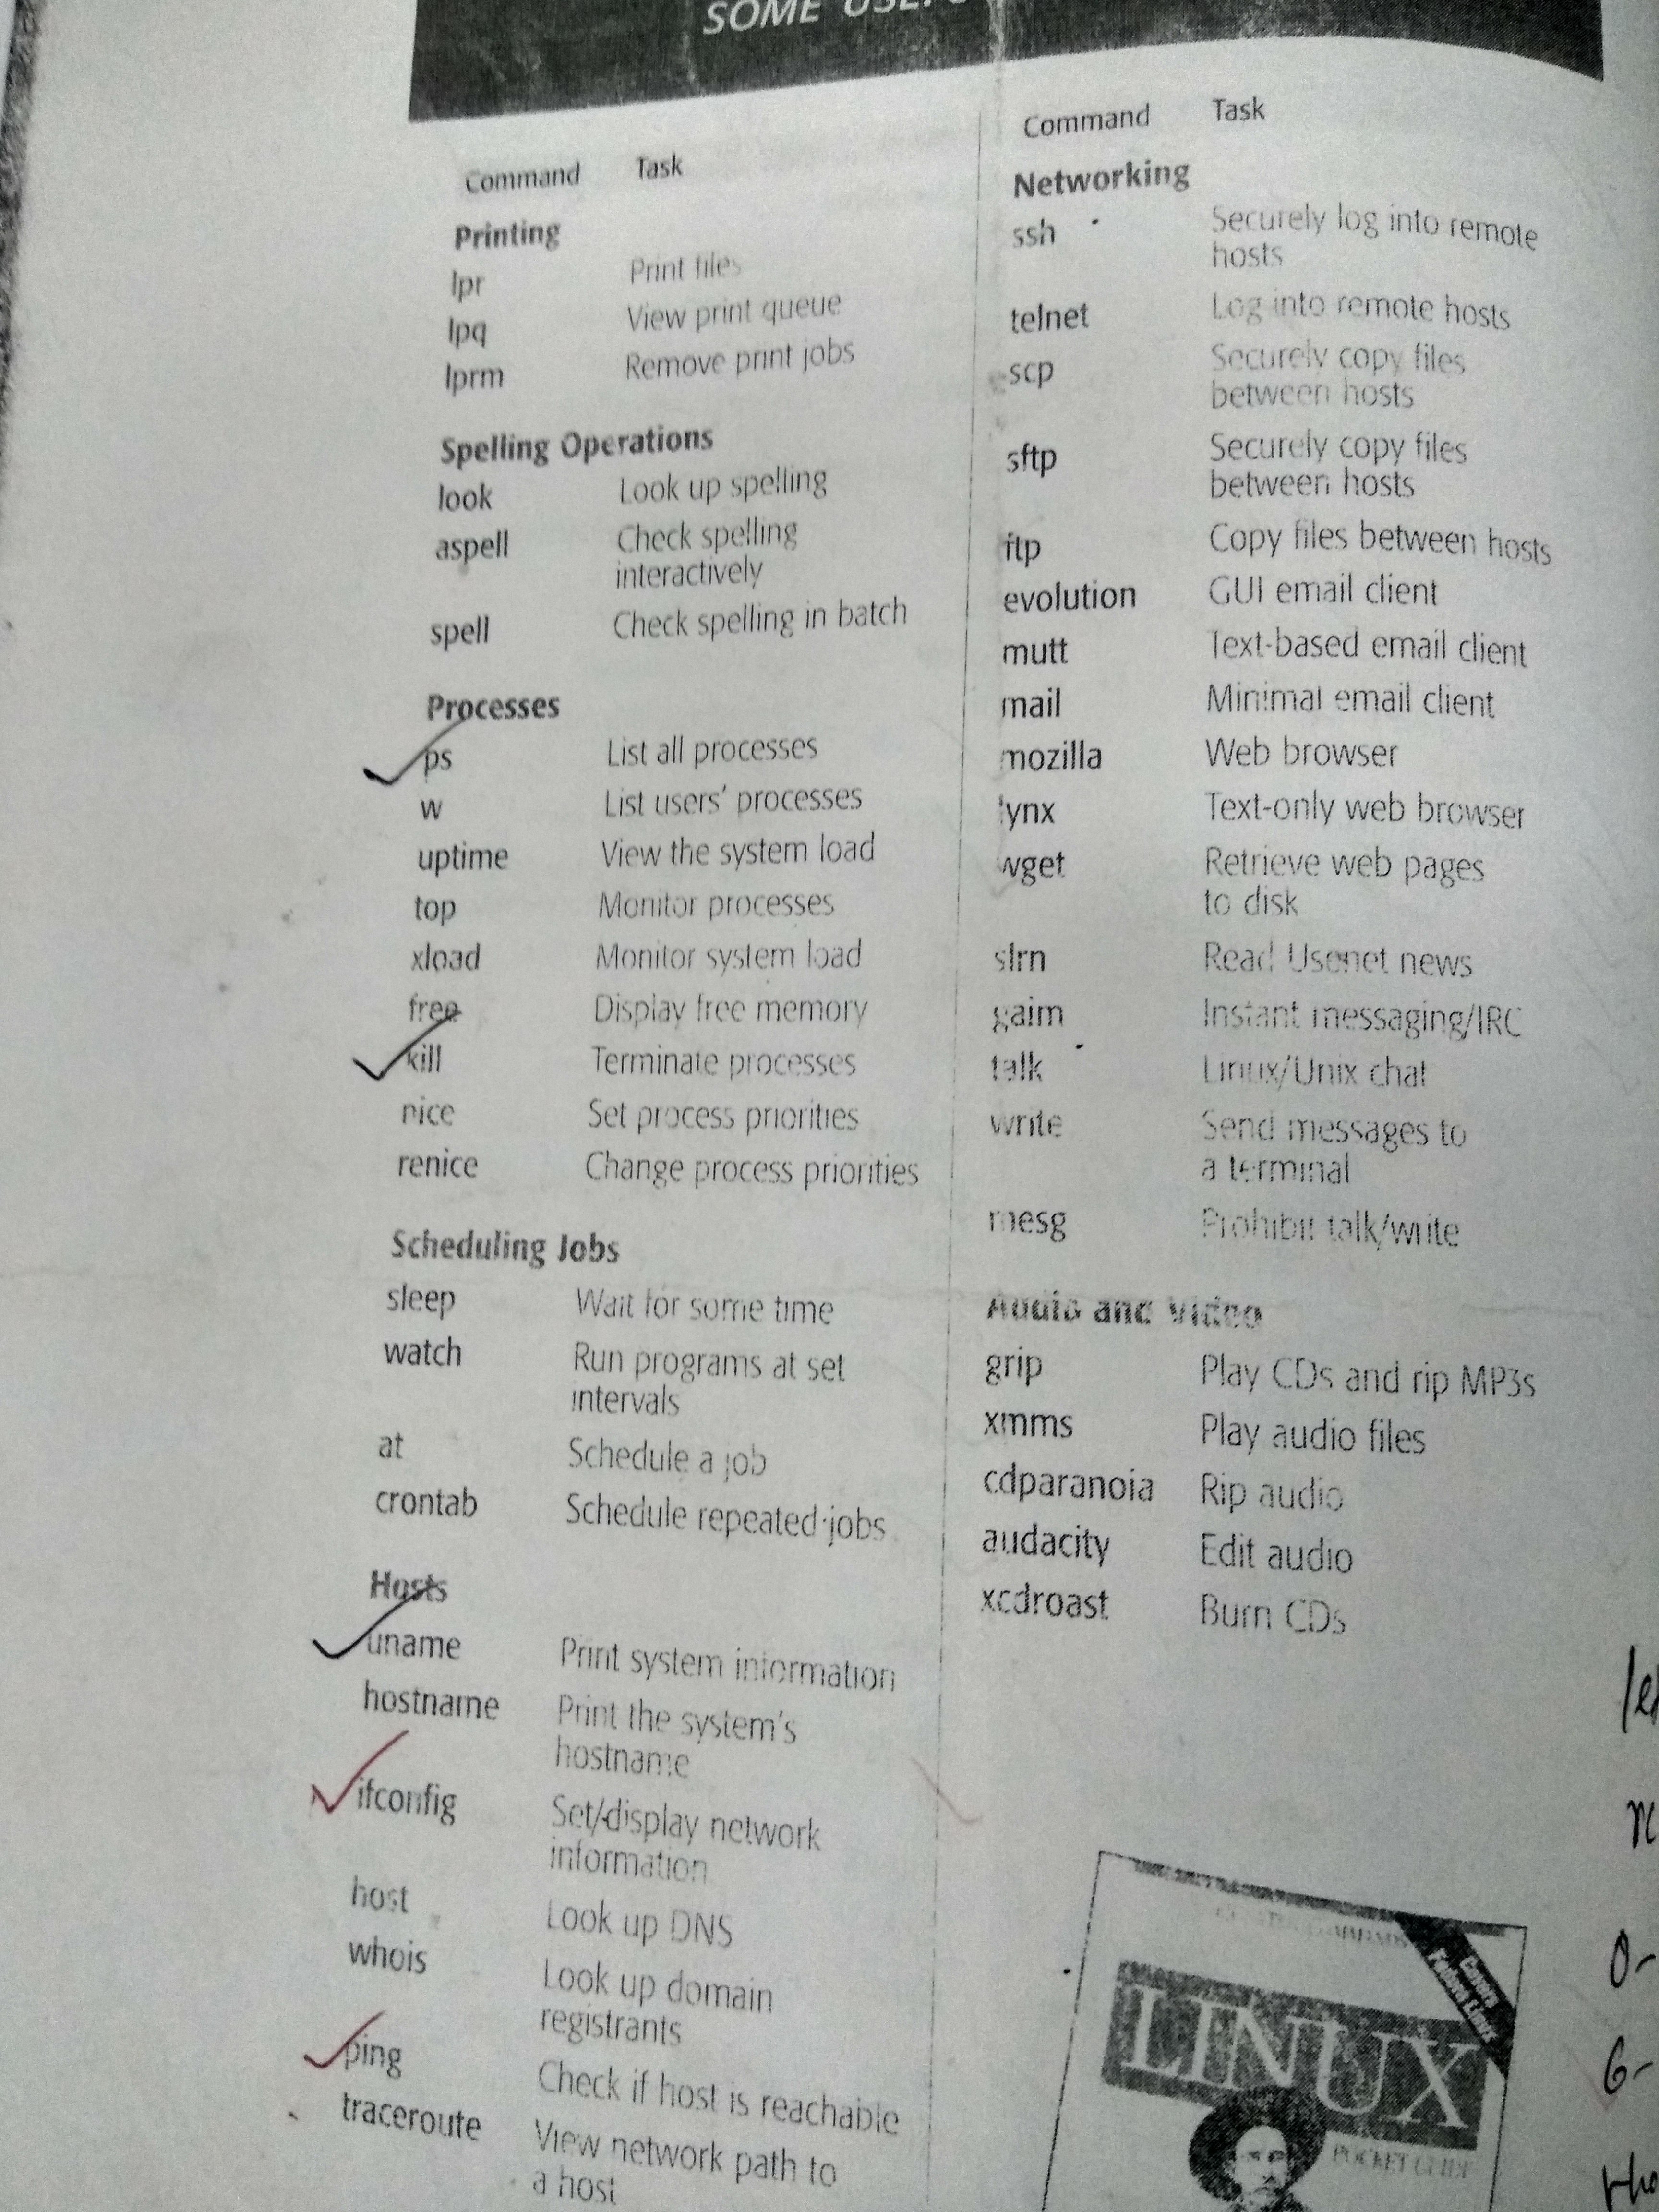 SOME
Command Task
Printing
lpr Print files
lpq View print queue
lprm Remove print jobs
Spelling Operations
look Look up spelling
aspell Check spelling
interactively
spell Check spelling in batch
Processes
ps List all processes
w List users' processes
uptime View the system load
top Monitor processes
xload Monitor system load
free Display free memory
kill Terminate processes
nice Set process priorities
renice Change process priorities
Scheduling Jobs
sleep Wait for some time
watch Run programs at set
intervals
at Schedule a job
crontab Schedule repeated jobs
Hosts
uname Print system information
hostname Print the system's
hostname
ifconfig Set/display network
information
host Look up DNS
whois Look up domain
registrants
ping Check if host is reachable
traceroute View network path to
a host
Command Task
Networking
ssh Securely log into remote
hosts
telnet Log into remote hosts
scp Securely copy files
between hosts
sftp Securely copy files
between hosts
ftp Copy files between hosts
evolution GUI email client
mutt Text-based email client
mail Minimal email client
mozilla Web browser
lynx Text-only web browser
wget Retrieve web pages
to disk
slrn Read Usenet news
gaim Instant messaging/IRC
talk Linux/Unix chat
write Send messages to
a terminal
mesg Prohibit talk/write
Audio and Video
grip Play CDs and rip MP3s
xmms Play audio files
cdparanoia Rip audio
audacity Edit audio
xcdroast Burn CDs
Covers
Fedora Linux
LINUX
POCKET GUIDE